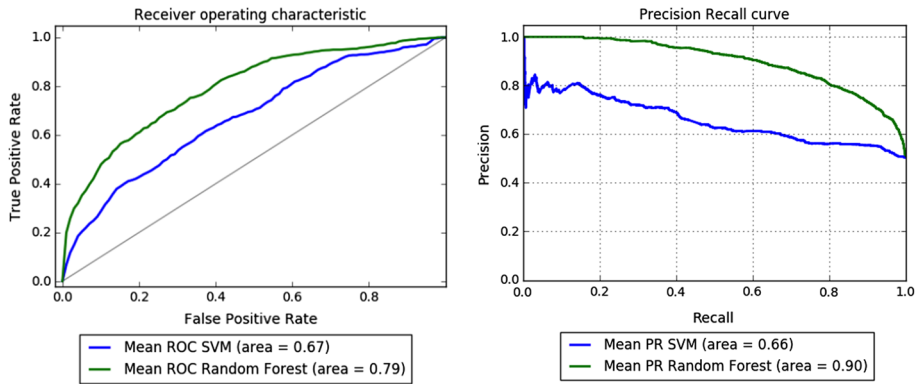 Receiver operating characteristic
1.0
0.8
0.6
0.4
0.2
0.0
True Positive Rate
0.0 0.2 0.4 0.6 0.8
False Positive Rate
Mean ROC SVM (area = 0.67)
Mean ROC Random Forest (area = 0.79)
Precision Recall curve
1.0
0.8
0.6
0.4
0.2
0.0
Precision
0.0 0.2 0.4 0.6 0.8 1.0
Recall
Mean PR SVM (area = 0.66)
Mean PR Random Forest (area = 0.90)